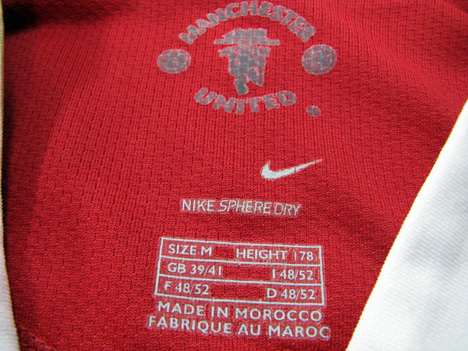 MANCHESTER
UNITED
NIKE SPHERE DRY
SIZE M HEIGHT 178
GB 39/41 I 48/52
F 48/52 D 48/52
MADE IN MOROCCO
FABRIQUE AU MAROC